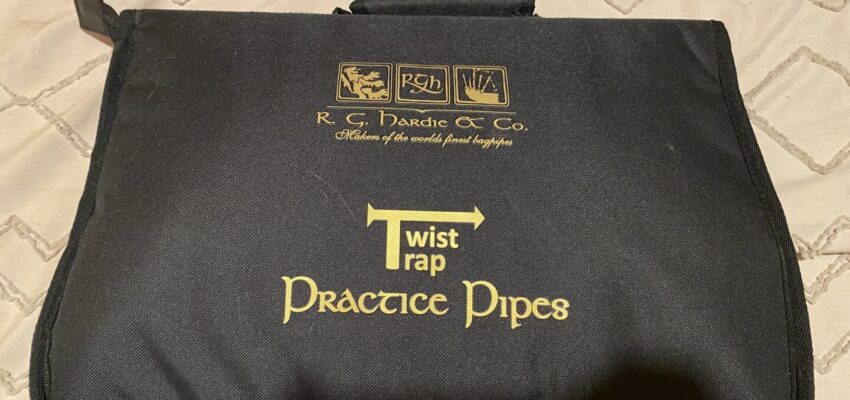 RGh
R. G. Hardie & Co.
Makers of the worlds finest bagpipes
Twist
Trap
Practice Pipes